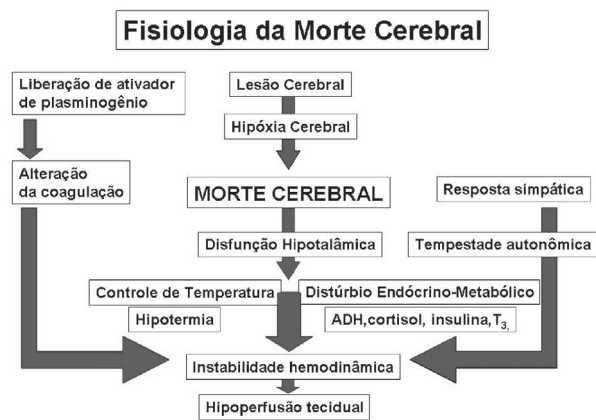 Fisiologia da Morte Cerebral
Liberação de ativador
de plasminogênio
Lesão Cerebral
Hipóxia Cerebral
Alteração
da coagulação
MORTE CEREBRAL
Resposta simpática
Disfunção Hipotalâmica
Tempestade autonômica
Controle de Temperatura
Distúrbio Endócrino-Metabólico
Hipotermia
ADH,cortisol, insulina,T3,
Instabilidade hemodinâmica
Hipoperfusão tecidual